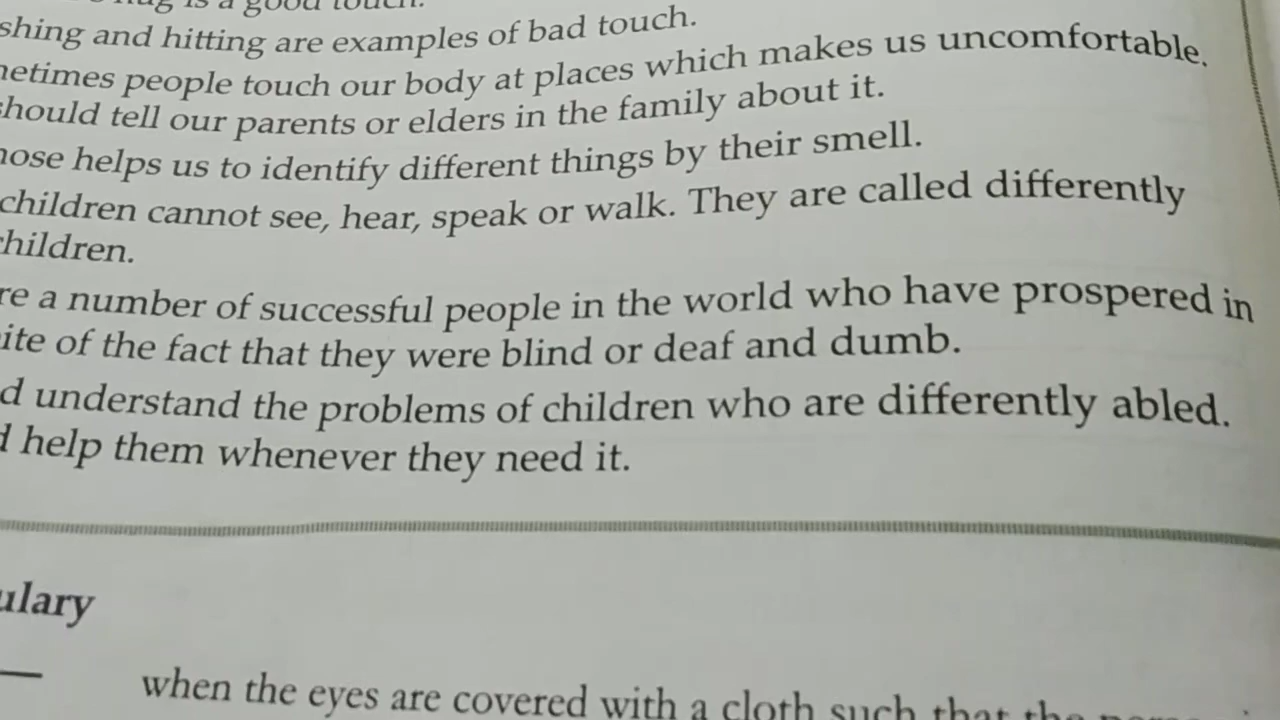 is a good touch.
shing and hitting are examples of bad touch.
netimes people touch our body at places which makes us uncomfortable.
should tell our parents or elders in the family about it.
nose helps us to identify different things by their smell.
children cannot see, hear, speak or walk. They are called differently
children.
re a number of successful people in the world who have prospered in
ite of the fact that they were blind or deaf and dumb.
d understand the problems of children who are differently abled.
d help them whenever they need it.
ulary
— when the eyes are covered with a cloth such that the